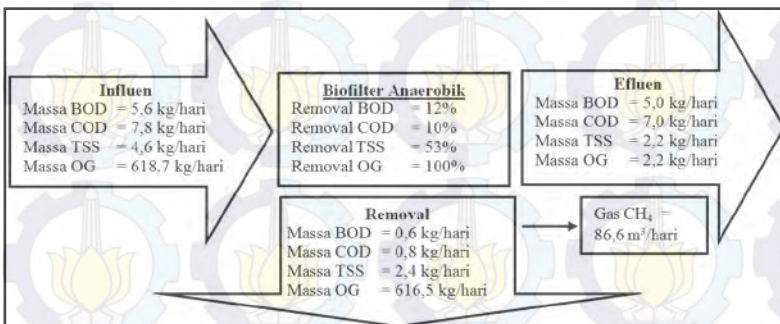 Influen
Massa BOD = 5,6 kg/hari
Massa COD = 7,8 kg/hari
Massa TSS = 4,6 kg/hari
Massa OG = 618,7 kg/hari
Biofilter Anaerobik
Removal BOD = 12%
Removal COD = 10%
Removal TSS = 53%
Removal OG = 100%
Efluen
Massa BOD = 5,0 kg/hari
Massa COD = 7,0 kg/hari
Massa TSS = 2,2 kg/hari
Massa OG = 2,2 kg/hari
Removal
Massa BOD = 0,6 kg/hari
Massa COD = 0,8 kg/hari
Massa TSS = 2,4 kg/hari
Massa OG = 616,5 kg/hari
Gas CH₄ =
86,6 m³/hari